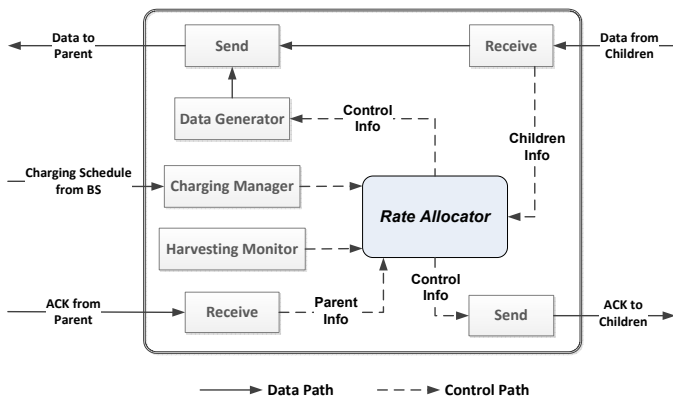 Data to
Parent
Send
Receive
Data from
Children
Data Generator
Control
Info
Children
Info
Charging Schedule
from BS
Charging Manager
Rate Allocator
Harvesting Monitor
ACK from
Parent
Receive
Parent
Info
Control
Info
Send
ACK to
Children
Data Path
Control Path